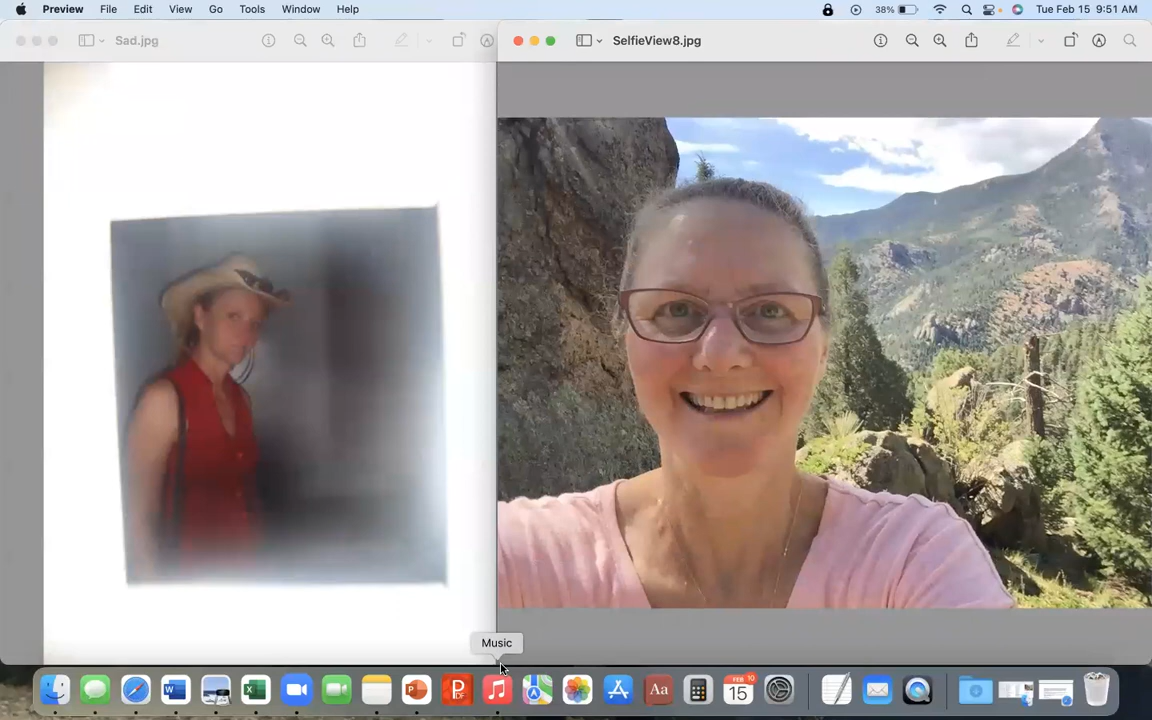 Preview File Edit View Go Tools Window Help 38% Tue Feb 15 9:51 AM
Sad.jpg SelfieView8.jpg
Music
FEB 10
15